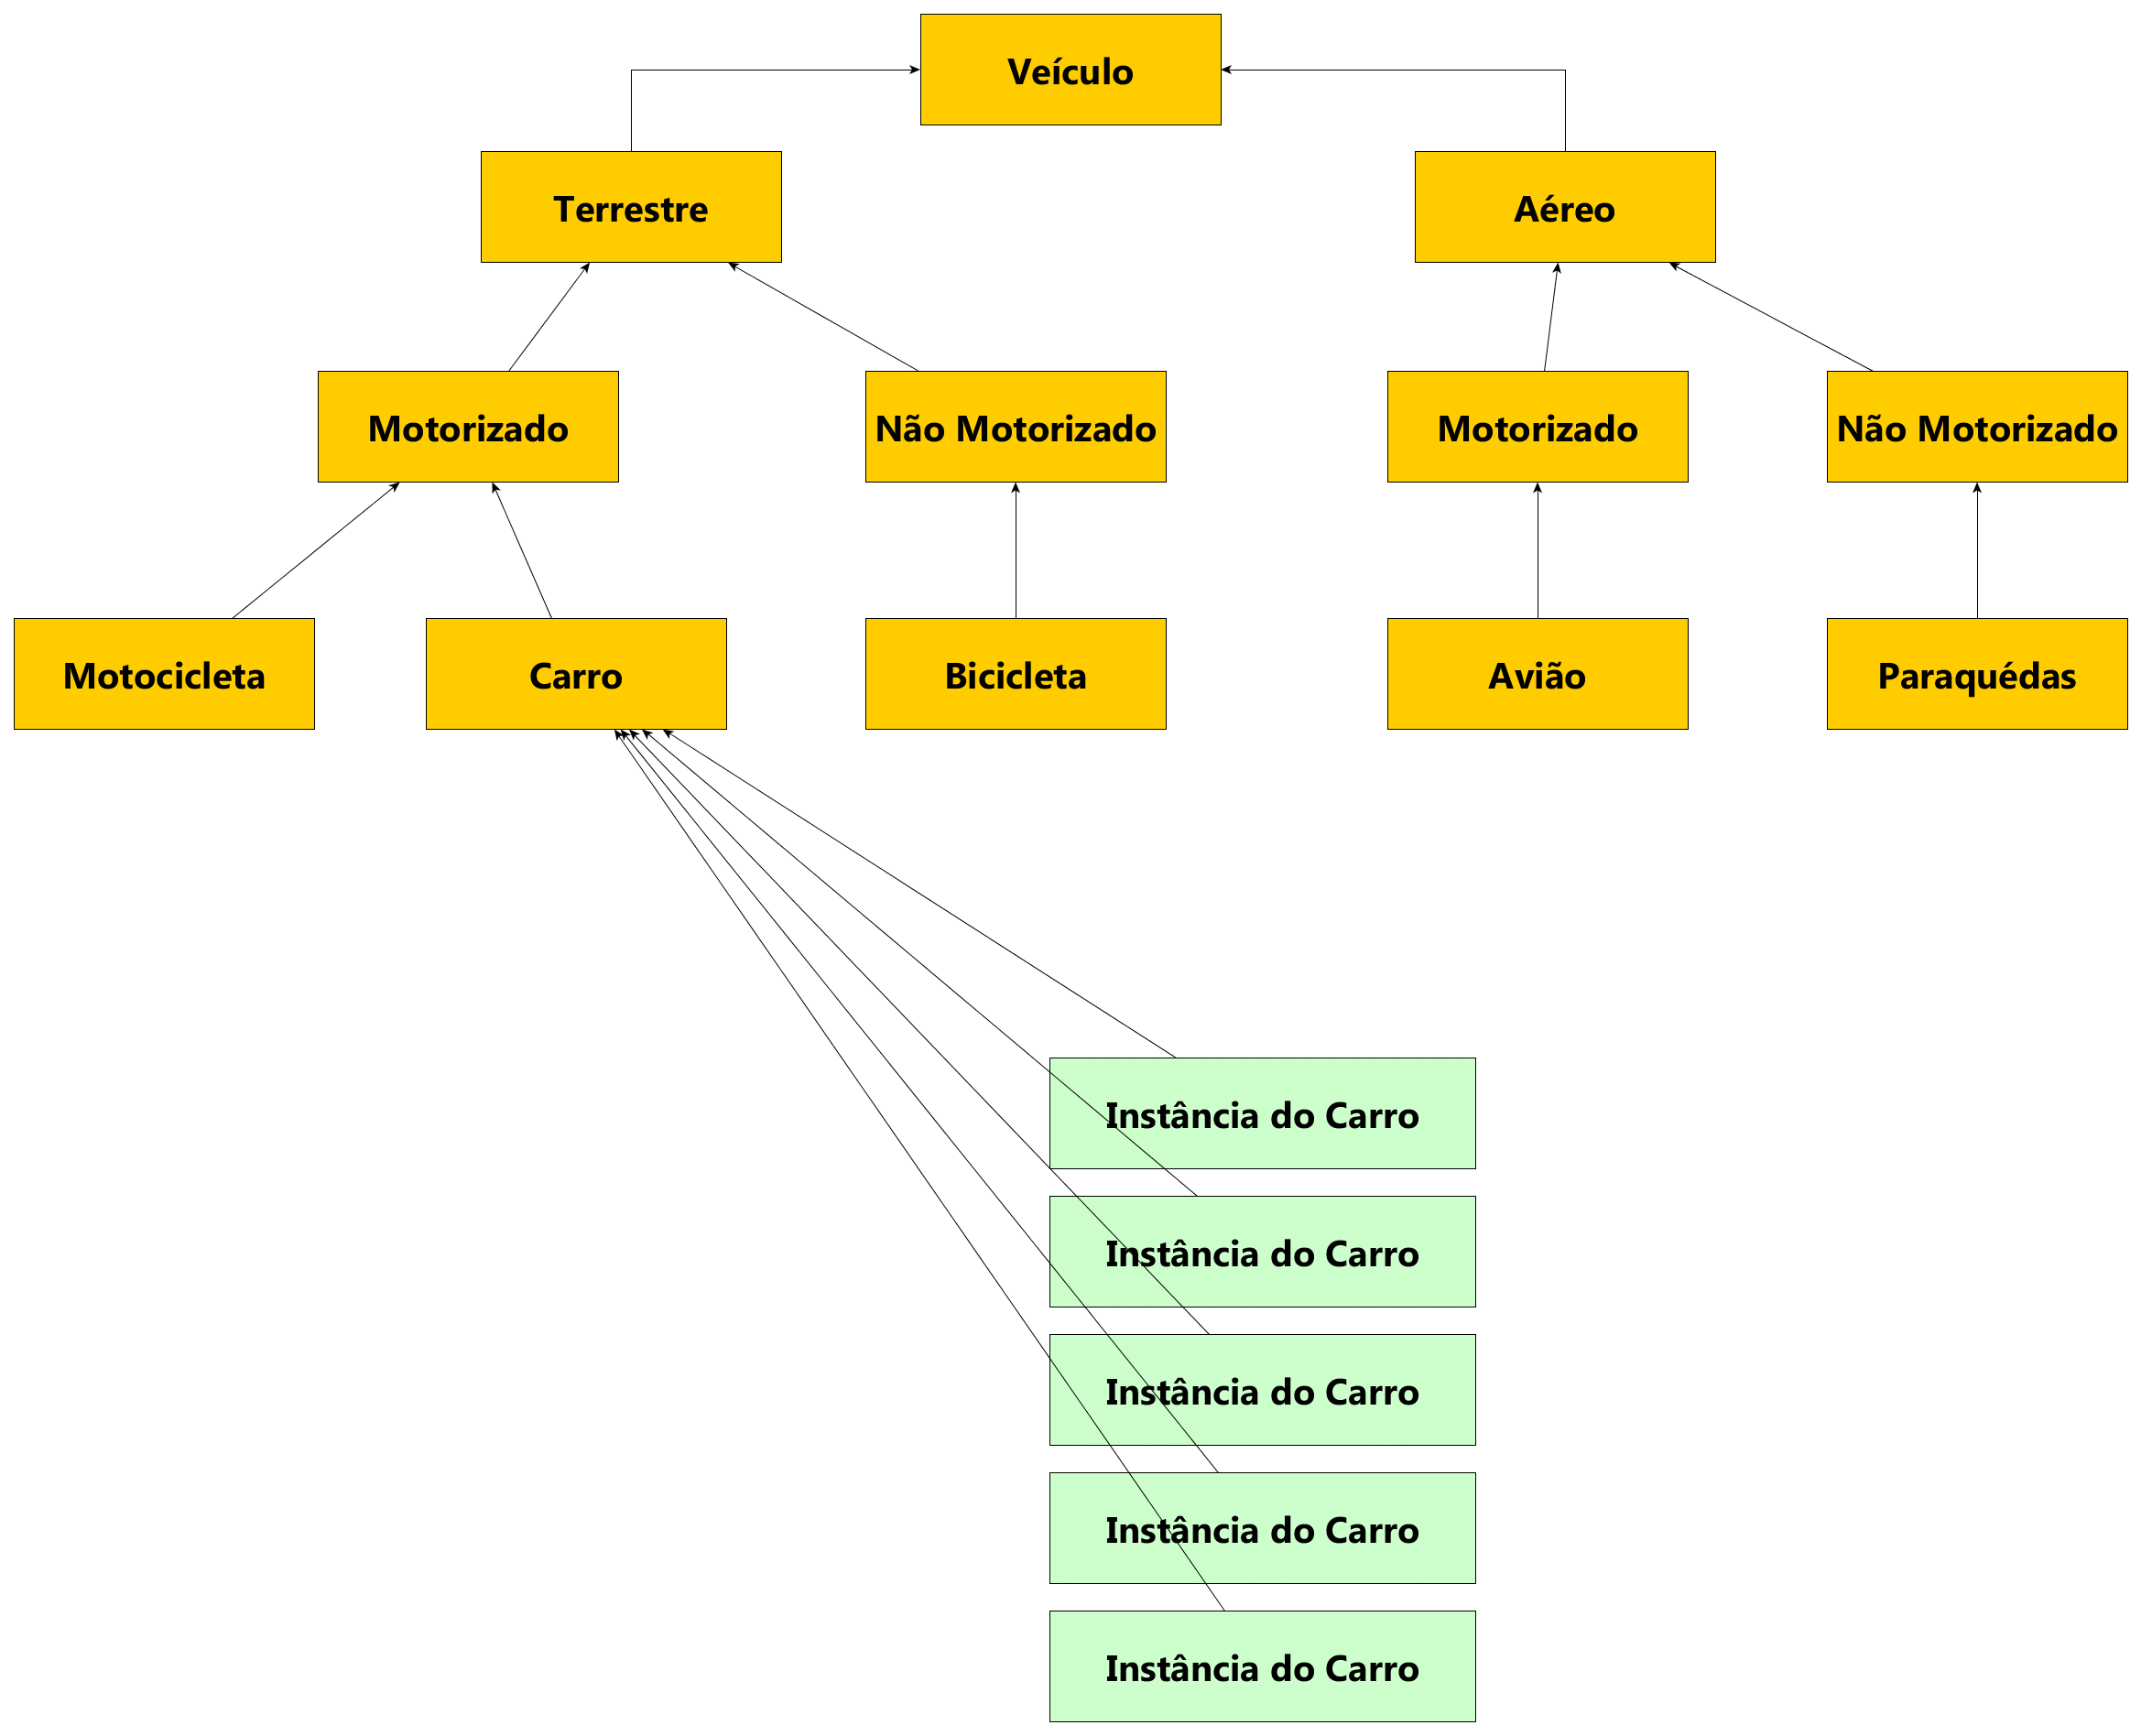 Veículo
Terrestre
Aéreo
Motorizado
Não Motorizado
Motorizado
Não Motorizado
Motocicleta
Carro
Bicicleta
Avião
Paraquédas
Instância do Carro
Instância do Carro
Instância do Carro
Instância do Carro
Instância do Carro